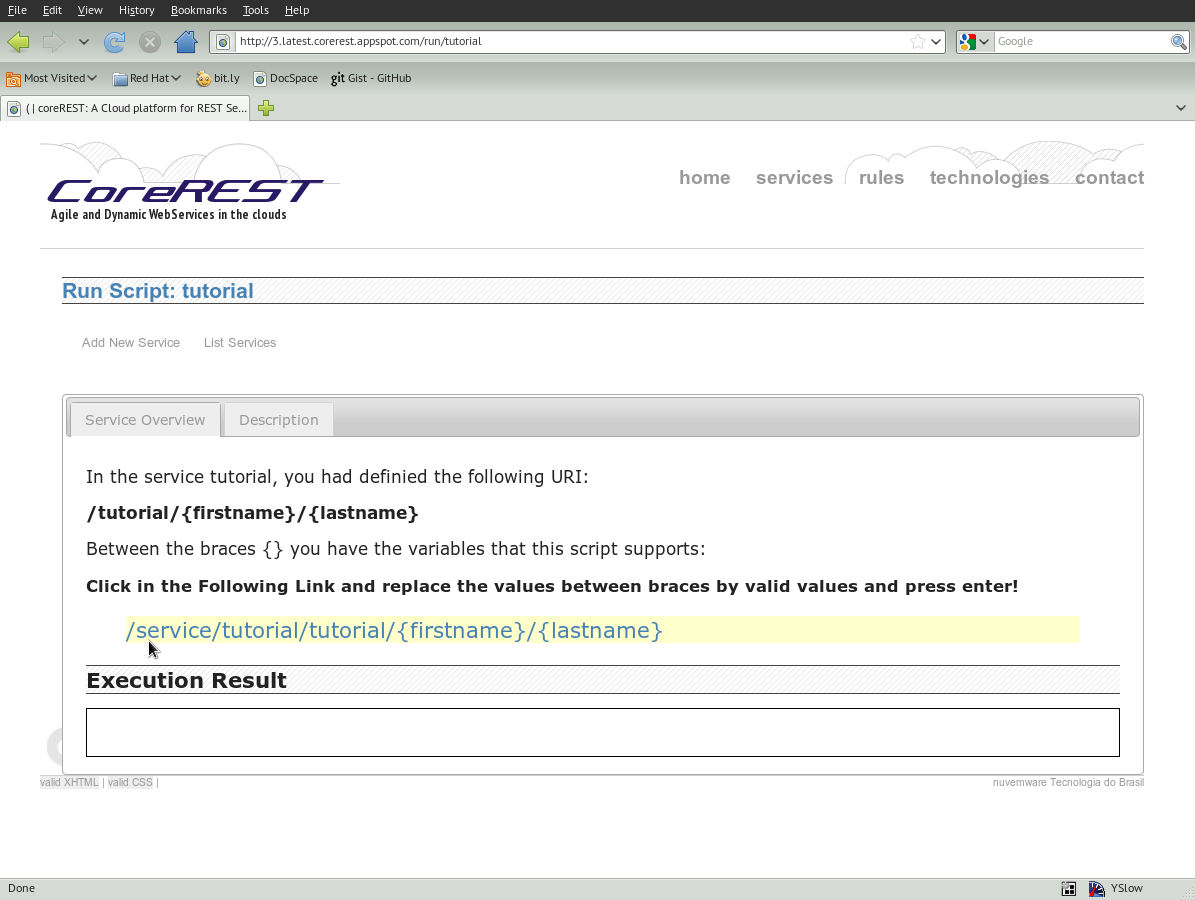 File Edit View History Bookmarks Tools Help
http://3.latest.corerest.appspot.com/run/tutorial Google
Most Visited Red Hat bit.ly DocSpace git Gist - GitHub
( | coreREST: A Cloud platform for REST Se...
CoreREST
Agile and Dynamic WebServices in the clouds
home services rules technologies contact
Run Script: tutorial
Add New Service List Services
Service Overview Description
In the service tutorial, you had definied the following URI:
/tutorial/{firstname}/{lastname}
Between the braces {} you have the variables that this script supports:
Click in the Following Link and replace the values between braces by valid values and press enter!
/service/tutorial/tutorial/{firstname}/{lastname}
Execution Result
valid XHTML | valid CSS | nuvemware Tecnologia do Brasil
Done YSlow